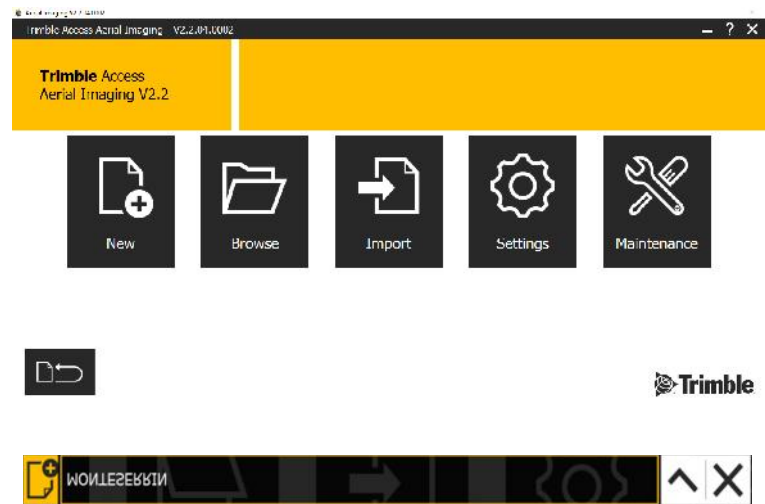 Trimble Access Aerial Imaging V2.2.04.0002
Trimble Access
Aerial Imaging V2.2
New
Browse
Import
Settings
Maintenance
Trimble
MONTESERRIN